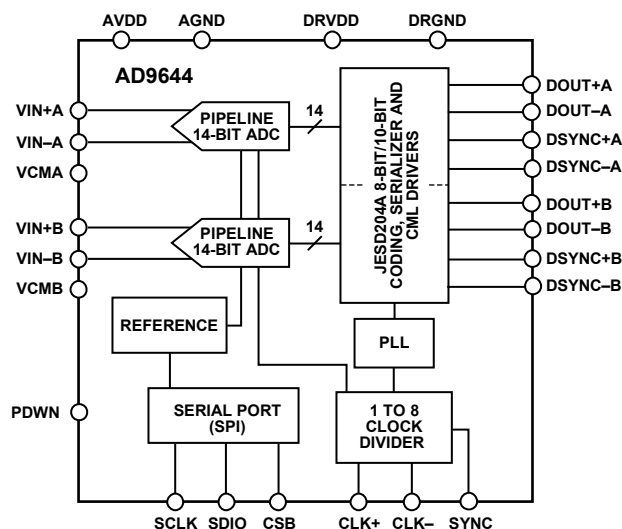 AVDD AGND DRVDD DRGND
AD9644
VIN+A
VIN–A
VCMA
VIN+B
VIN–B
VCMB
PDWN
PIPELINE
14-BIT ADC
14
PIPELINE
14-BIT ADC
14
JESD204A 8-BIT/10-BIT
CODING, SERIALIZER AND
CML DRIVERS
DOUT+A
DOUT–A
DSYNC+A
DSYNC–A
DOUT+B
DOUT–B
DSYNC+B
DSYNC–B
REFERENCE
PLL
SERIAL PORT
(SPI)
1 TO 8
CLOCK
DIVIDER
SCLK SDIO CSB CLK+ CLK– SYNC